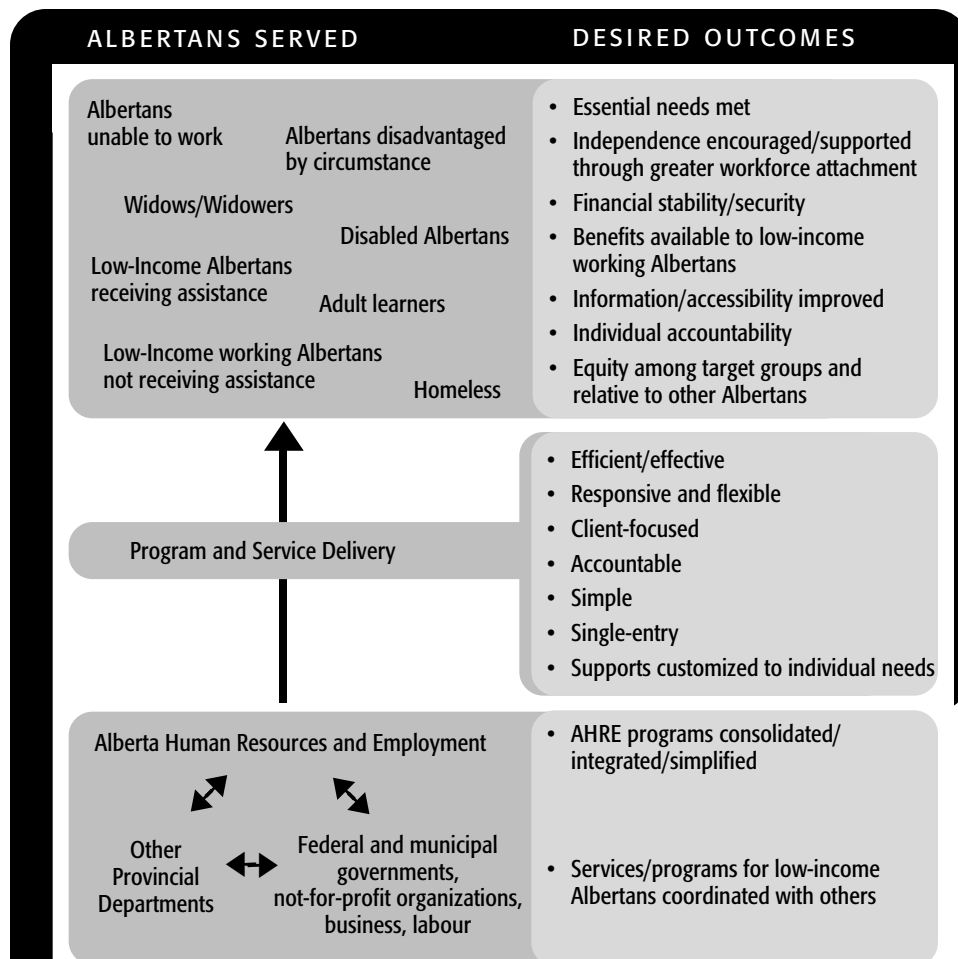 ALBERTANS SERVED
DESIRED OUTCOMES
Albertans
unable to work
Albertans disadvantaged
by circumstance
Widows/Widowers
Disabled Albertans
Low-Income Albertans
receiving assistance
Adult learners
Low-Income working Albertans
not receiving assistance
Homeless
• Essential needs met
• Independence encouraged/supported
through greater workforce attachment
• Financial stability/security
• Benefits available to low-income
working Albertans
• Information/accessibility improved
• Individual accountability
• Equity among target groups and
relative to other Albertans
Program and Service Delivery
• Efficient/effective
• Responsive and flexible
• Client-focused
• Accountable
• Simple
• Single-entry
• Supports customized to individual needs
Alberta Human Resources and Employment
Other
Provincial
Departments
Federal and municipal
governments,
not-for-profit organizations,
business, labour
• AHRE programs consolidated/
integrated/simplified
• Services/programs for low-income
Albertans coordinated with others